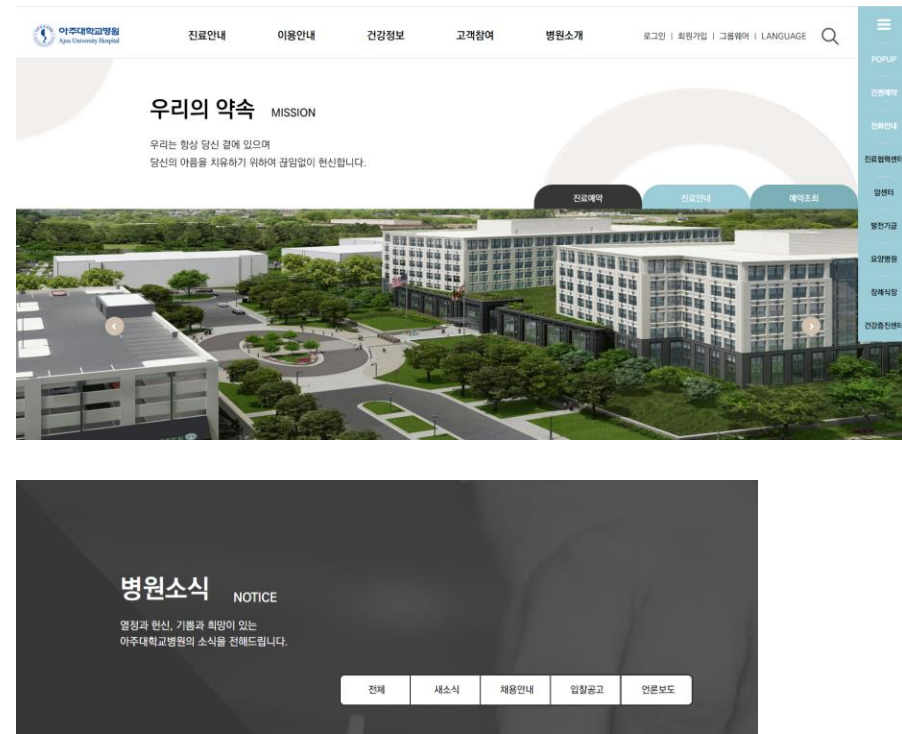 아주대학교병원
Ajou University Hospital
진료안내 이용안내 건강정보 고객참여 병원소개
로그인 | 회원가입 | 그룹웨어 | LANGUAGE
POPUP
간편예약
전화안내
진료협력센터
암센터
발전기금
요양병원
장례식장
건강증진센터
우리의 약속 MISSION
우리는 항상 당신 곁에 있으며
당신의 아픔을 치유하기 위하여 끊임없이 헌신합니다.
진료예약 진료안내 예약조회
병원소식 NOTICE
열정과 헌신, 기쁨과 희망이 있는
아주대학교병원의 소식을 전해드립니다.
전체 새소식 채용안내 입찰공고 언론보도